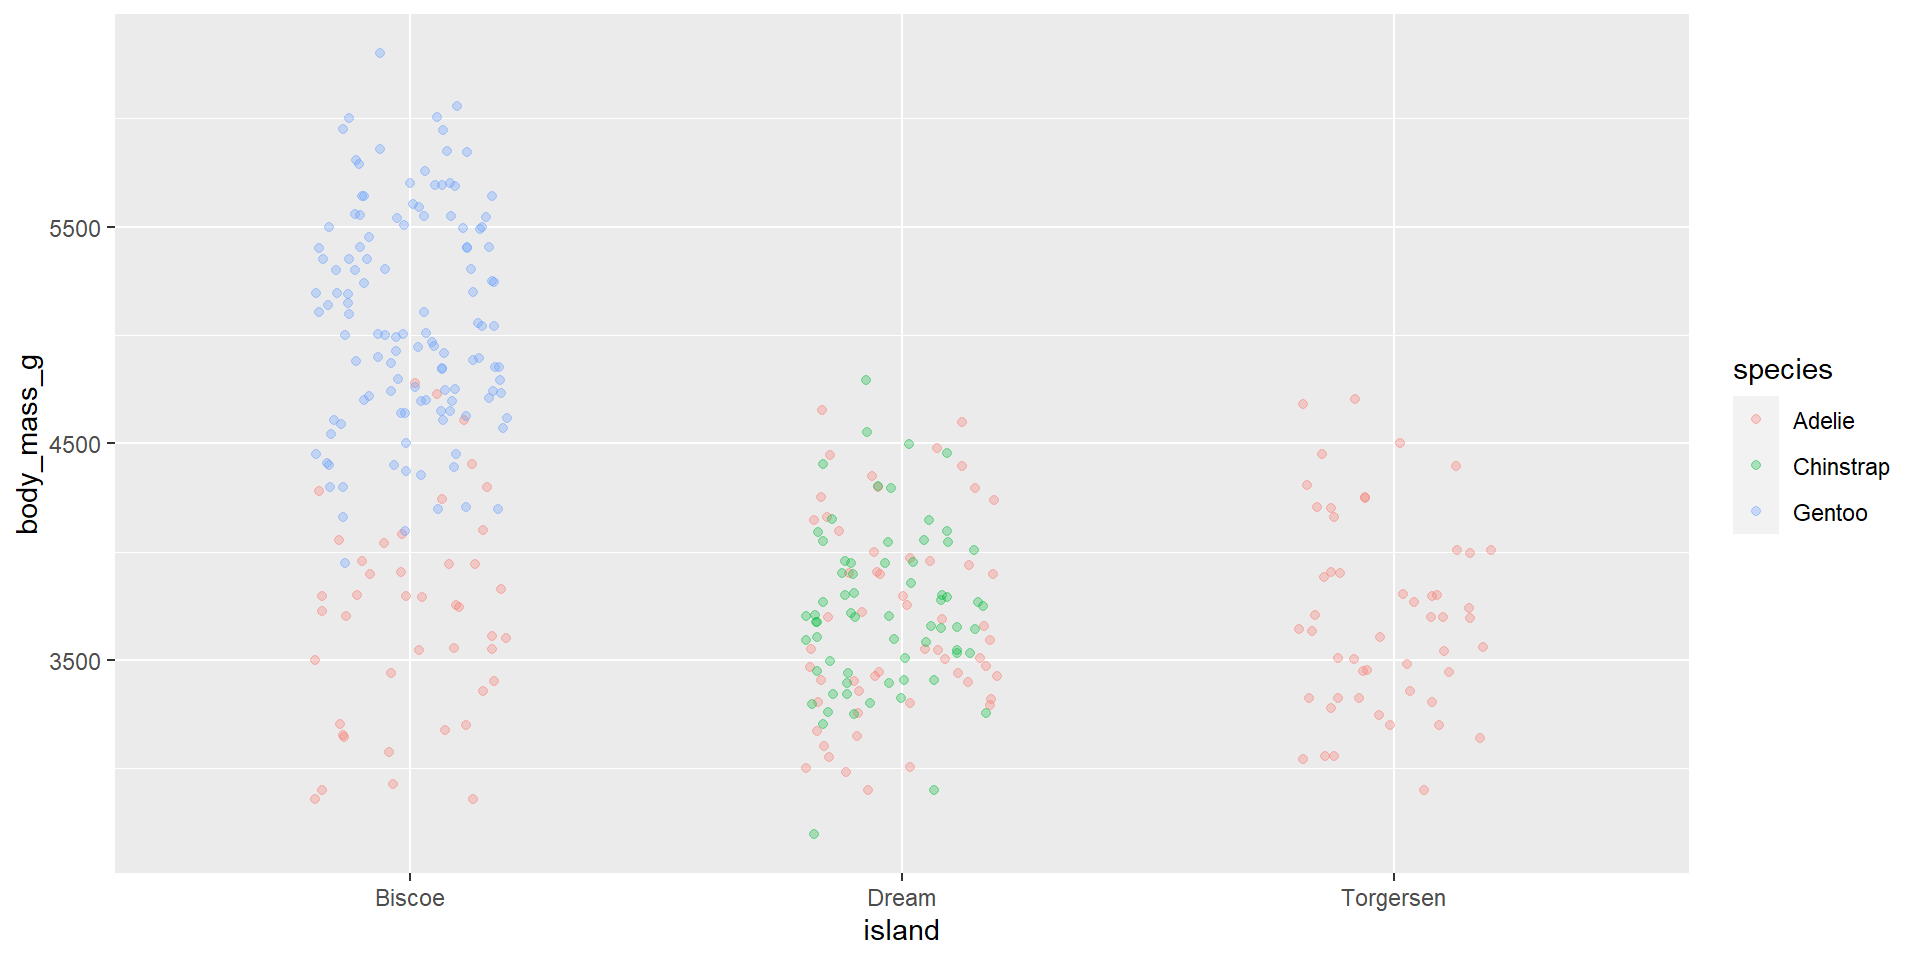 body_mass_g
5500
4500
3500
Biscoe
Dream
Torgersen
island
species
Adelie
Chinstrap
Gentoo